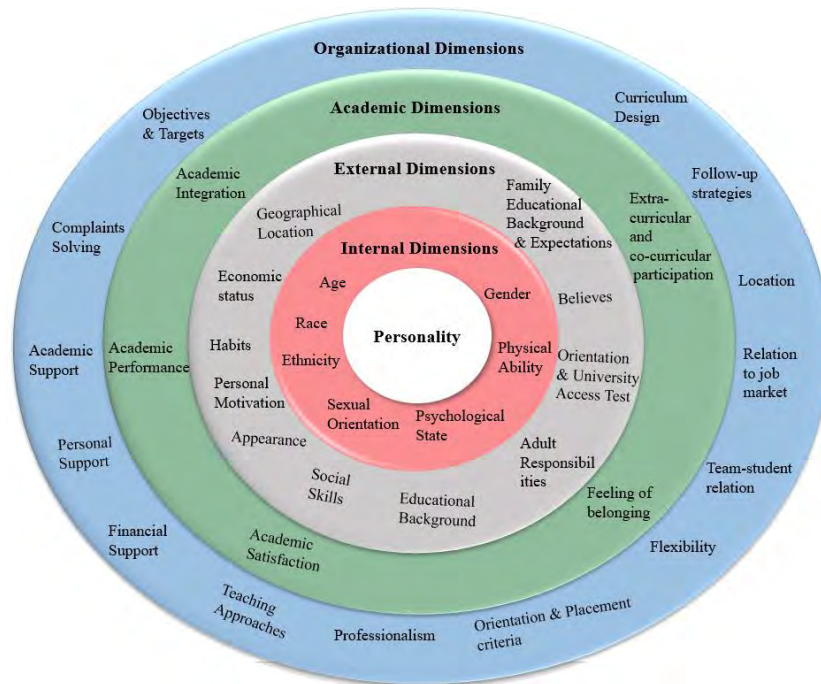 Organizational Dimensions
Objectives
& Targets
Curriculum
Design
Complaints
Solving
Follow-up
strategies
Location
Academic
Support
Relation
to job
market
Personal
Support
Team-student
relation
Financial
Support
Flexibility
Teaching
Approaches
Professionalism
Orientation & Placement
criteria
Academic Dimensions
Academic
Integration
Extra-
curricular
and
co-curricular
participation
Academic
Performance
Feeling of
belonging
Academic
Satisfaction
External Dimensions
Geographical
Location
Family
Educational
Background
& Expectations
Economic
status
Believes
Habits
Orientation
& University
Access Test
Personal
Motivation
Appearance
Adult
Responsibil
ities
Social
Skills
Educational
Background
Internal Dimensions
Age
Gender
Race
Ethnicity
Physical
Ability
Sexual
Orientation
Psychological
State
Personality